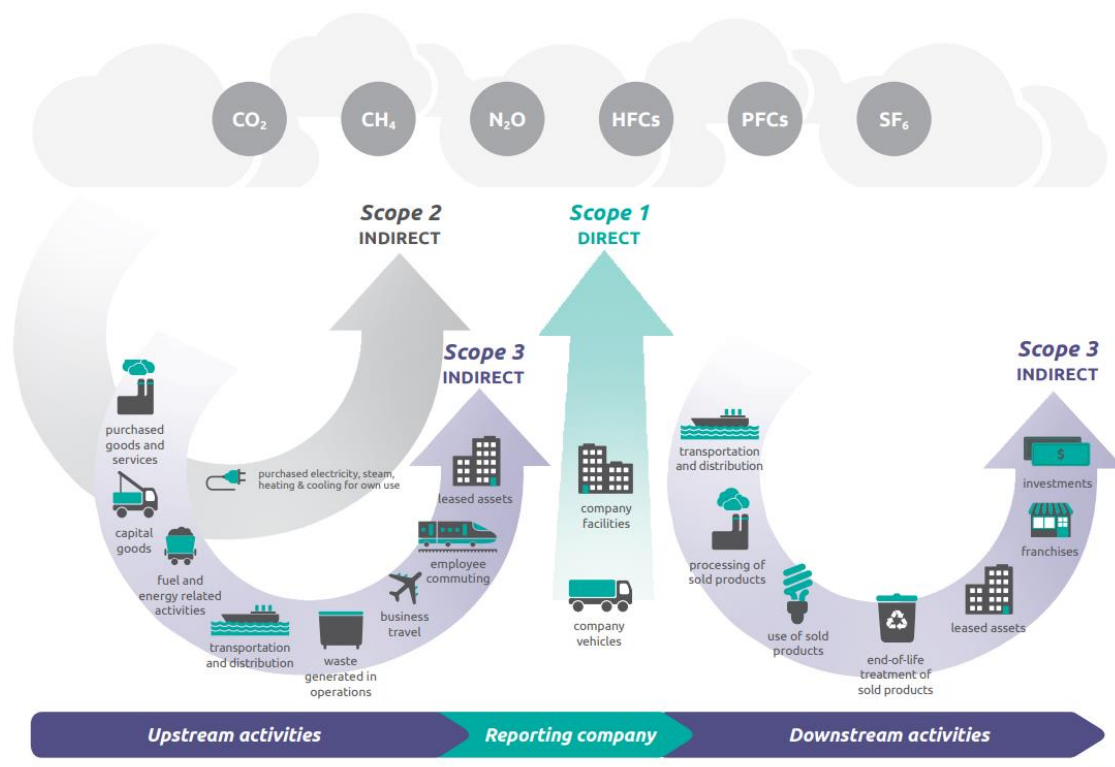 CO₂
CH₄
N₂O
HFCs
PFCs
SF₆
Scope 2
INDIRECT
Scope 1
DIRECT
Scope 3
INDIRECT
Scope 3
INDIRECT
purchased
goods and
services
capital
goods
fuel and
energy related
activities
transportation
and distribution
waste
generated in
operations
business
travel
employee
commuting
leased assets
purchased electricity, steam,
heating & cooling for own use
company
facilities
company
vehicles
transportation
and distribution
processing of
sold products
use of sold
products
end-of-life
treatment of
sold products
leased assets
franchises
$
investments
Upstream activities
Reporting company
Downstream activities